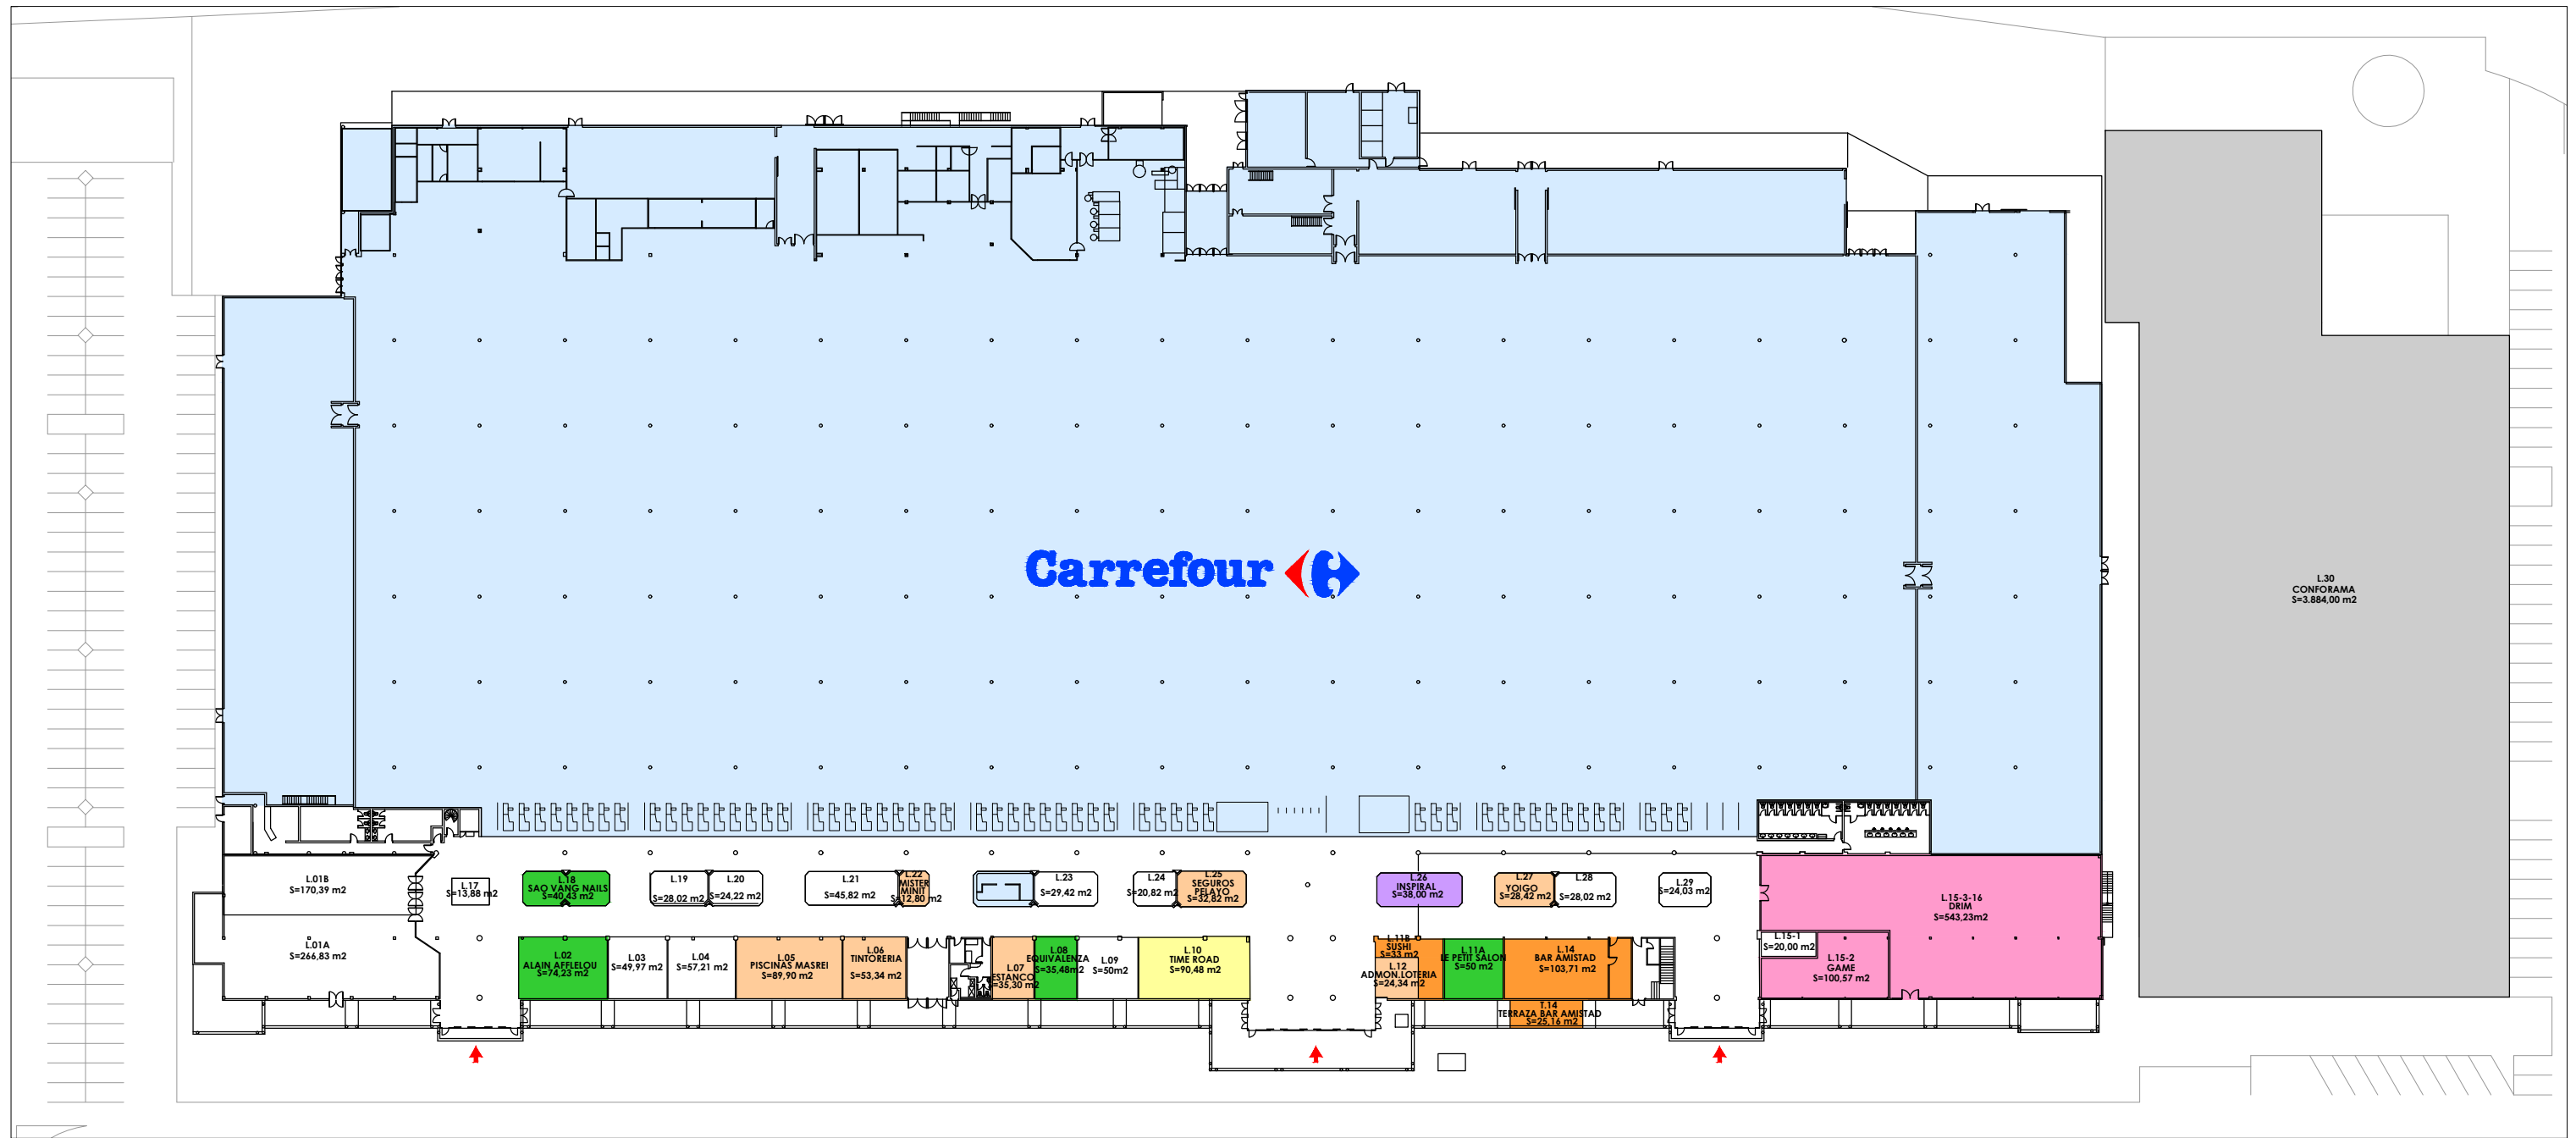 Carrefour
L.30
CONFORAMA
S=3.884,00 m2
L.01B
S=170,39 m2
L.01A
S=266,83 m2
L.17
S=13,88 m2
L.18
SAO VANG NAILS
S=40,43 m2
L.19
S=28,02 m2
L.20
S=24,22 m2
L.21
S=45,82 m2
L.22
MISTER
MINIT
S=12,80 m2
L.23
S=29,42 m2
L.24
S=20,82 m2
L.25
SEGUROS
PELAYO
S=32,82 m2
L.26
INSPIRAL
S=38,00 m2
L.27
YOIGO
S=28,42 m2
L.28
S=28,02 m2
L.29
S=24,03 m2
L.02
ALAIN AFFLELOU
S=74,23 m2
L.03
S=49,97 m2
L.04
S=57,21 m2
L.05
PISCINAS MASREI
S=89,90 m2
L.06
TINTORERIA
S=53,34 m2
L.07
ESTANCO
S=35,30 m2
L.08
EQUIVALENZA
S=35,48m2
L.09
S=50m2
L.10
TIME ROAD
S=90,48 m2
L.11B
SUSHI
S=33 m2
L.12
ADMON.LOTERIA
S=24,34 m2
L.11A
LE PETIT SALON
S=50 m2
L.14
BAR AMISTAD
S=103,71 m2
T.14
TERRAZA BAR AMISTAD
S=25,16 m2
L.15-3-16
DRIM
S=543,23m2
L.15-1
S=20,00 m2
L.15-2
GAME
S=100,57 m2